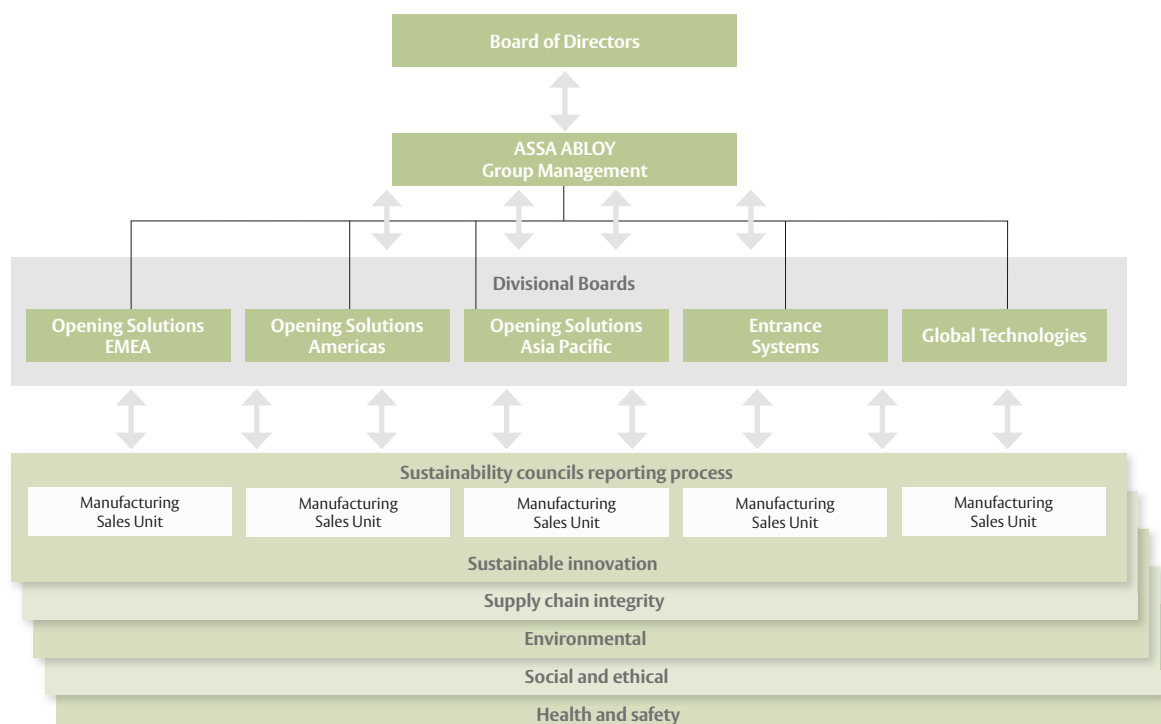 Board of Directors
ASSA ABLOY
Group Management
Divisional Boards
Opening Solutions
EMEA
Opening Solutions
Americas
Opening Solutions
Asia Pacific
Entrance
Systems
Global Technologies
Sustainability councils reporting process
Manufacturing
Sales Unit
Manufacturing
Sales Unit
Manufacturing
Sales Unit
Manufacturing
Sales Unit
Manufacturing
Sales Unit
Sustainable innovation
Supply chain integrity
Environmental
Social and ethical
Health and safety